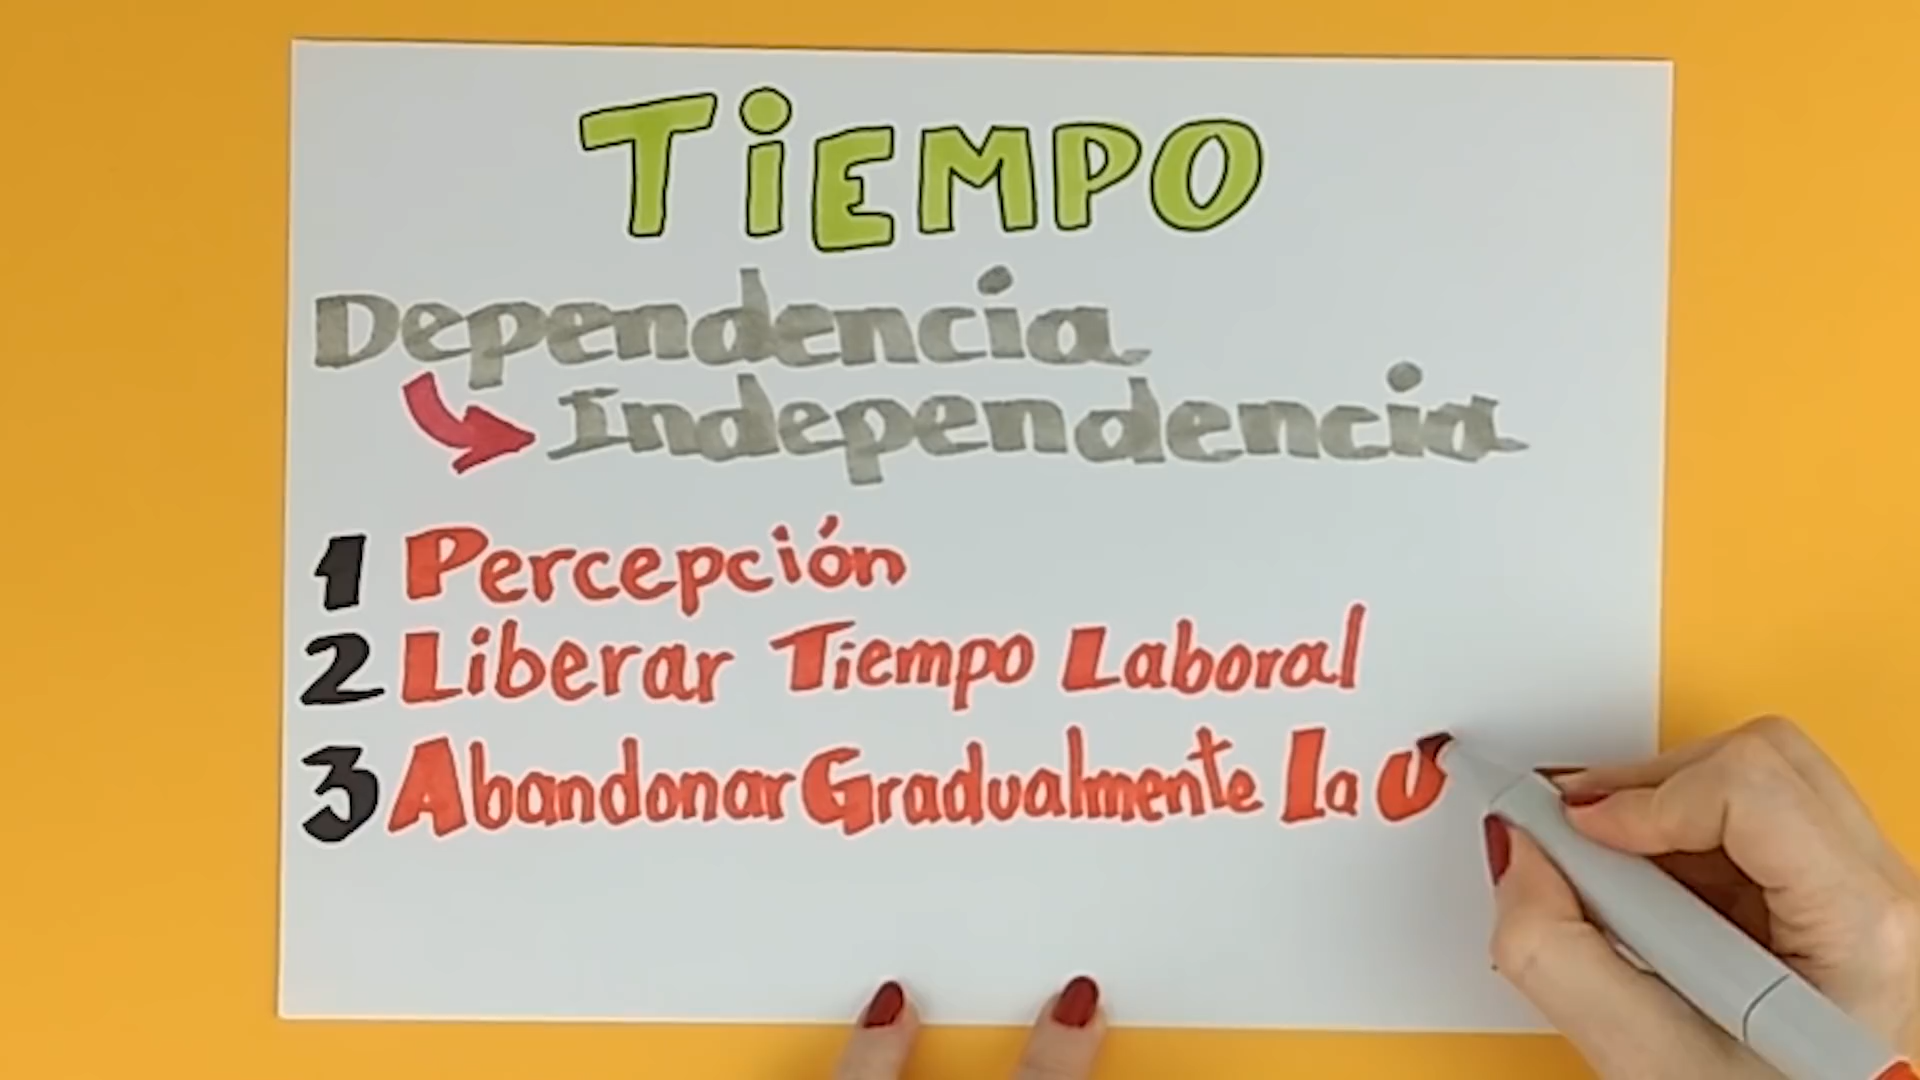 TiEMPO
Dependencia
Independencia
1 Percepción
2 Liberar Tiempo Laboral
3 Abandonar Gradualmente La